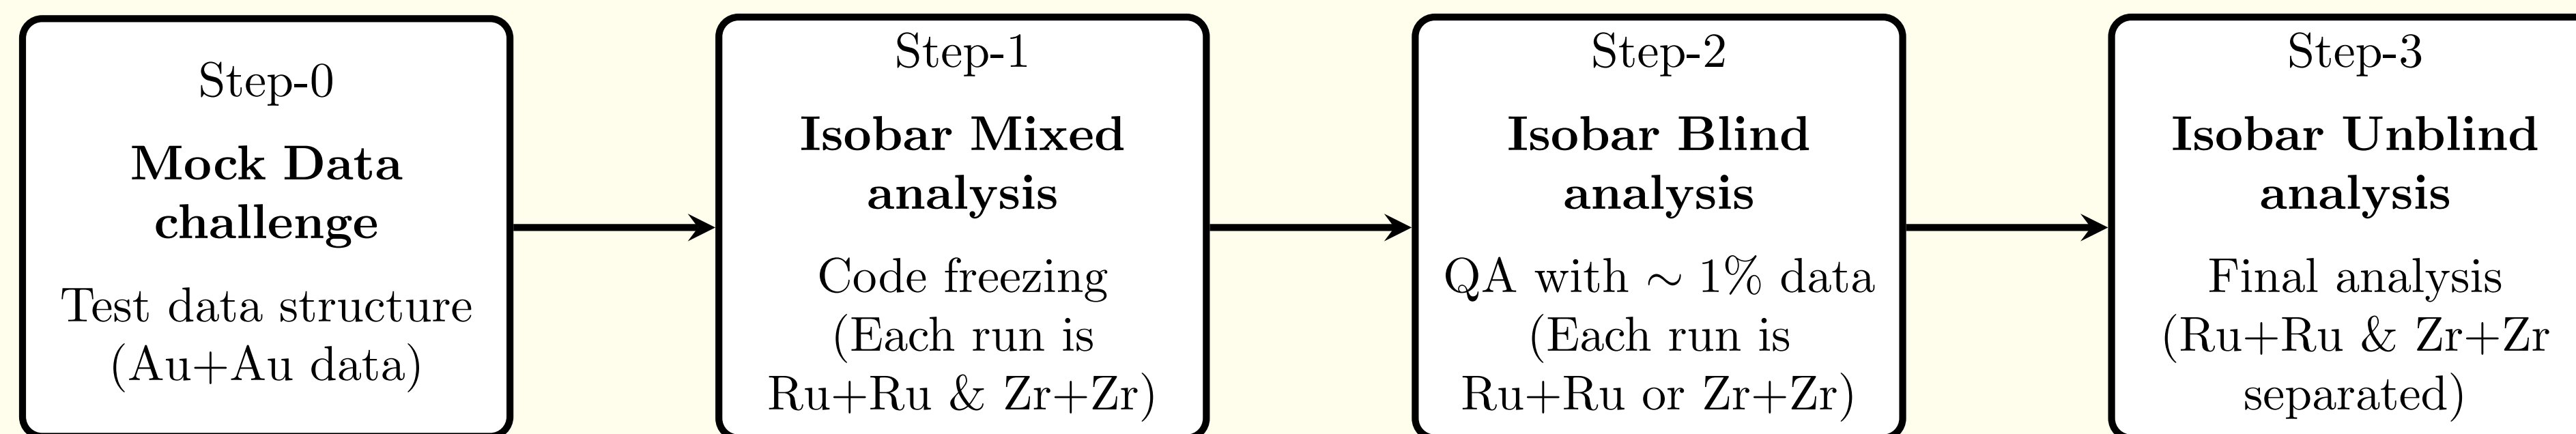 Step-0
Mock Data
challenge
Test data structure
(Au+Au data)
Step-1
Isobar Mixed
analysis
Code freezing
(Each run is
Ru+Ru & Zr+Zr)
Step-2
Isobar Blind
analysis
QA with ∼ 1% data
(Each run is
Ru+Ru or Zr+Zr)
Step-3
Isobar Unblind
analysis
Final analysis
(Ru+Ru & Zr+Zr
separated)